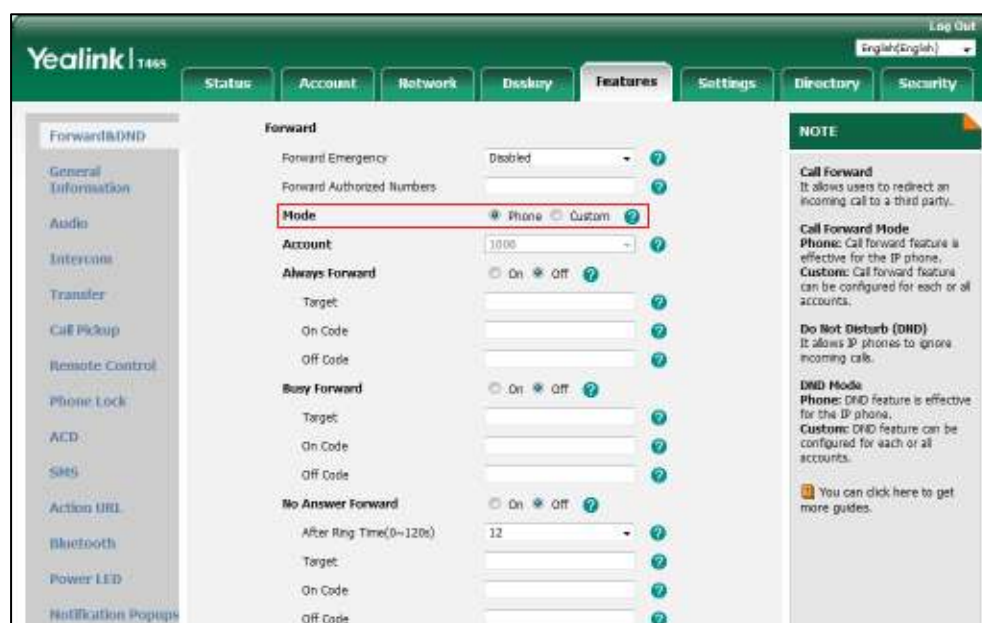 Log Out
Yealink | T46S
English(English)
Status
Account
Network
Dsskey
Features
Settings
Directory
Security
Forward&DND
General
Information
Audio
Intercom
Transfer
Call Pickup
Remote Control
Phone Lock
ACD
SMS
Action URL
Bluetooth
Power LED
Notification Popups
Forward
Forward Emergency
Disabled
Forward Authorized Numbers
Mode
Phone
Custom
Account
1008
Always Forward
On
Off
Target
On Code
Off Code
Busy Forward
On
Off
Target
On Code
Off Code
No Answer Forward
On
Off
After Ring Time(0~120s)
12
Target
On Code
Off Code
NOTE
Call Forward
It allows users to redirect an
incoming call to a third party.
Call Forward Mode
Phone: Call forward feature is
effective for the IP phone.
Custom: Call forward feature
can be configured for each or all
accounts.
Do Not Disturb (DND)
It allows IP phones to ignore
incoming calls.
DND Mode
Phone: DND feature is effective
for the IP phone.
Custom: DND feature can be
configured for each or all
accounts.
You can click here to get
more guides.